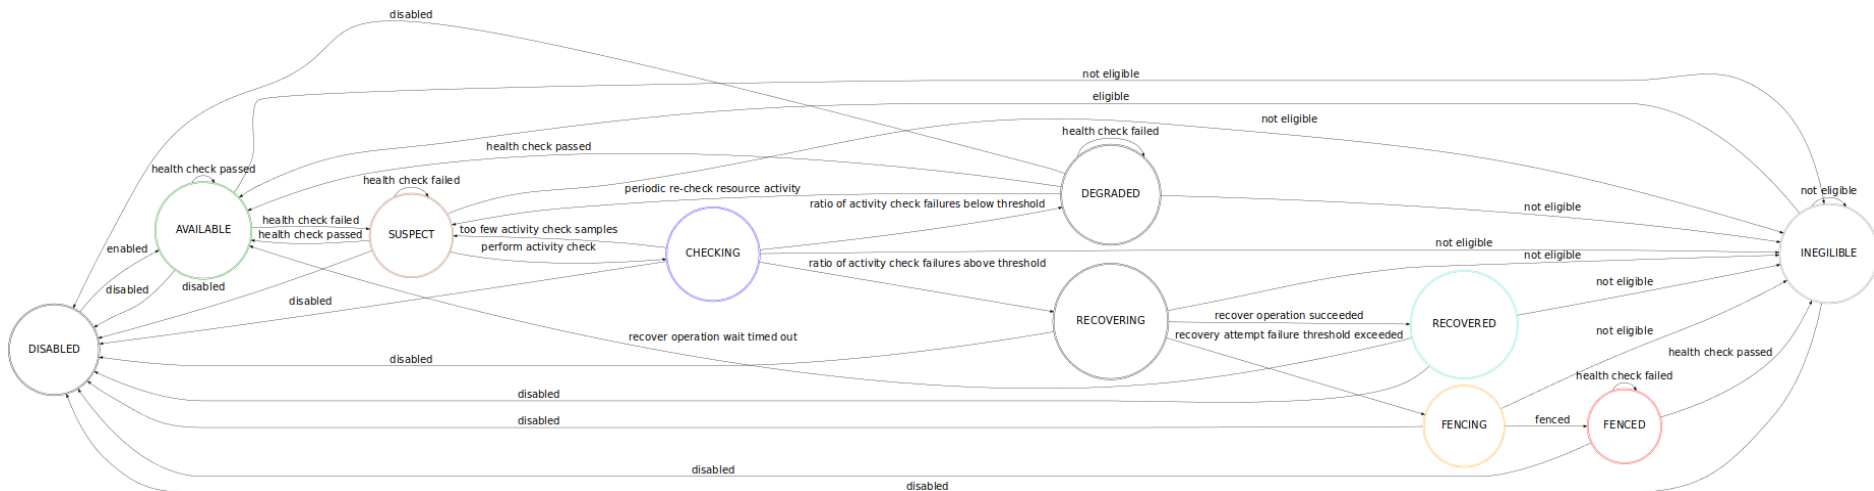 disabled
not eligible
eligible
not eligible
health check failed
health check passed
health check passed
health check failed
periodic re-check resource activity
DEGRADED
not eligible
ratio of activity check failures below threshold
not eligible
AVAILABLE
health check failed
health check passed
SUSPECT
too few activity check samples
perform activity check
CHECKING
not eligible
not eligible
INEGILIBLE
enabled
disabled
disabled
disabled
ratio of activity check failures above threshold
not eligible
RECOVERING
recover operation succeeded
RECOVERED
recovery attempt failure threshold exceeded
not eligible
recover operation wait timed out
DISABLED
disabled
health check passed
health check failed
disabled
disabled
FENCING
fenced
FENCED
disabled
disabled